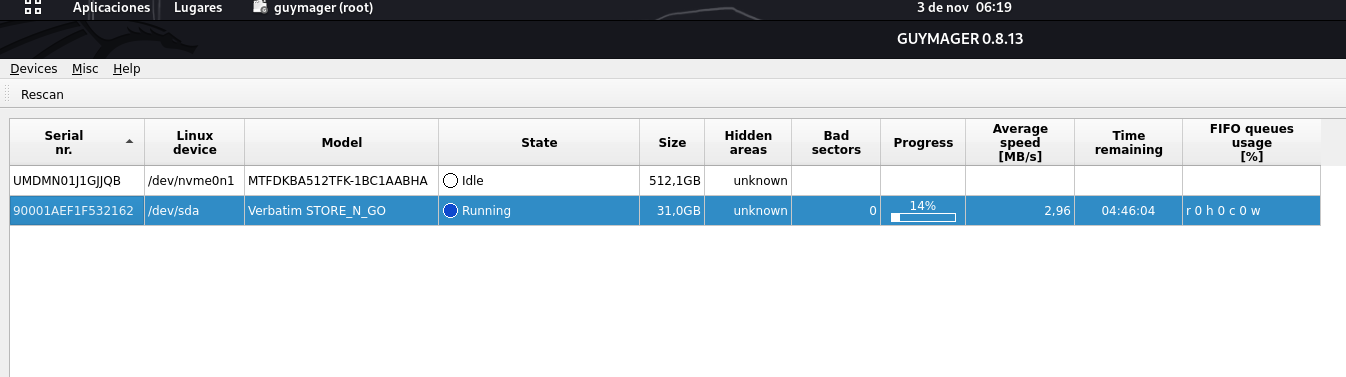 Aplicaciones Lugares guymager (root) 3 de nov 06:19
GUYMAGER 0.8.13
Devices Misc Help
Rescan
Serial nr. Linux device Model State Size Hidden areas Bad sectors Progress Average speed [MB/s] Time remaining FIFO queues usage [%]
UMDMN01J1GJJQB /dev/nvme0n1 MTFDKBA512TFK-1BC1AABHA Idle 512,1GB unknown
90001AEF1F532162 /dev/sda Verbatim STORE_N_GO Running 31,0GB unknown 0 14% 2,96 04:46:04 r 0 h 0 c 0 w